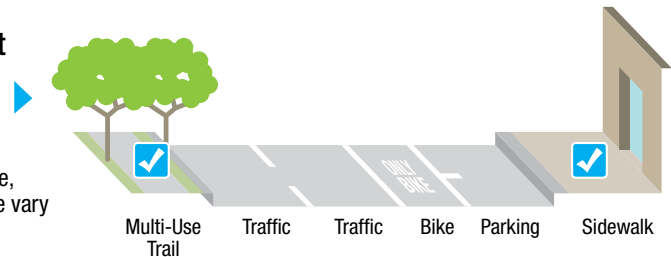 t
e,
e vary
ONLY
BIKE
Multi-Use
Trail
Traffic
Traffic
Bike
Parking
Sidewalk